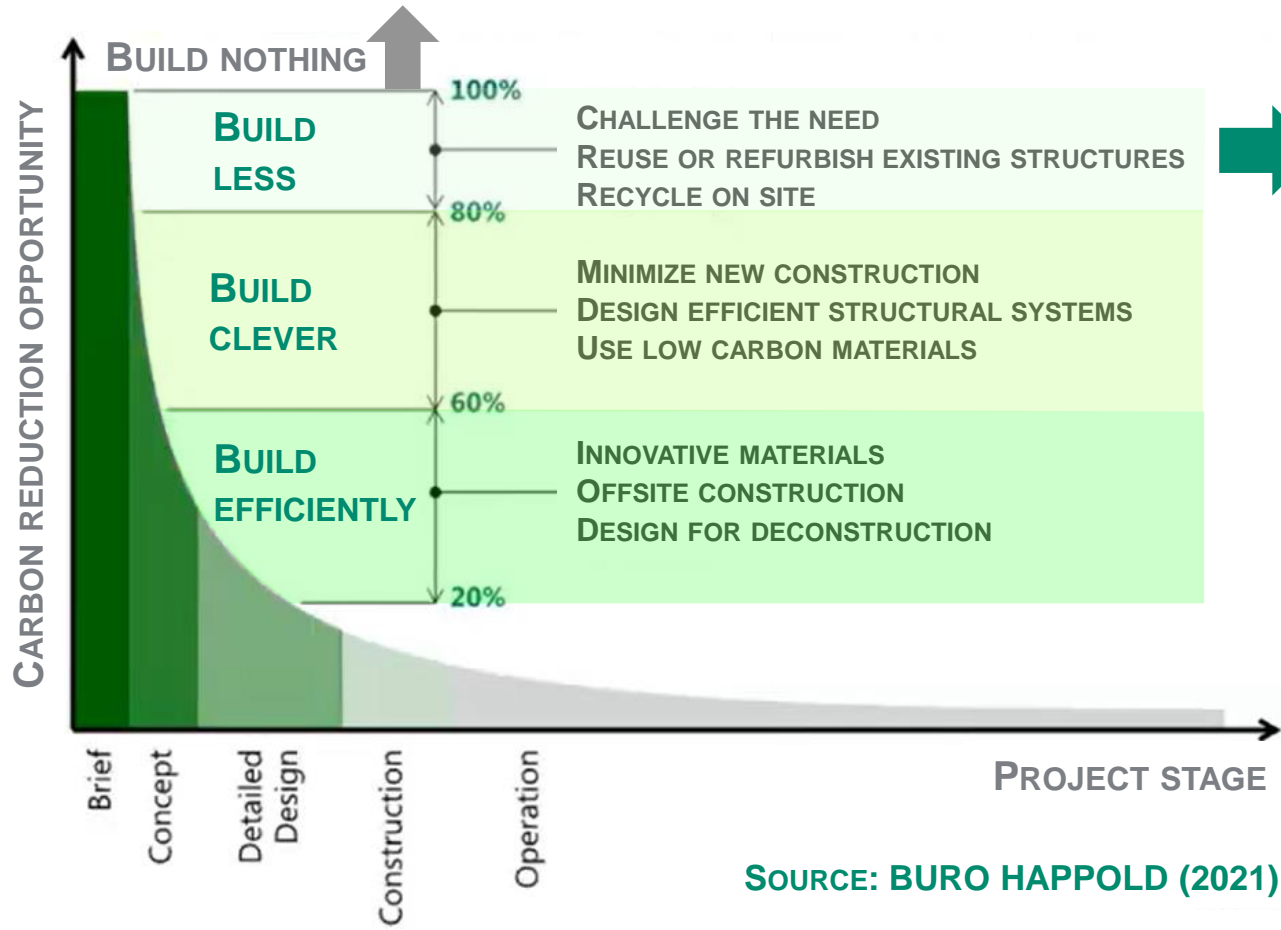 CARBON REDUCTION OPPORTUNITY
BUILD NOTHING
100%
BUILD
LESS
CHALLENGE THE NEED
REUSE OR REFURBISH EXISTING STRUCTURES
RECYCLE ON SITE
80%
BUILD
CLEVER
MINIMIZE NEW CONSTRUCTION
DESIGN EFFICIENT STRUCTURAL SYSTEMS
USE LOW CARBON MATERIALS
60%
BUILD
EFFICIENTLY
INNOVATIVE MATERIALS
OFFSITE CONSTRUCTION
DESIGN FOR DECONSTRUCTION
20%
Brief
Concept
Detailed
Design
Construction
Operation
PROJECT STAGE
SOURCE: BURO HAPPOLD (2021)